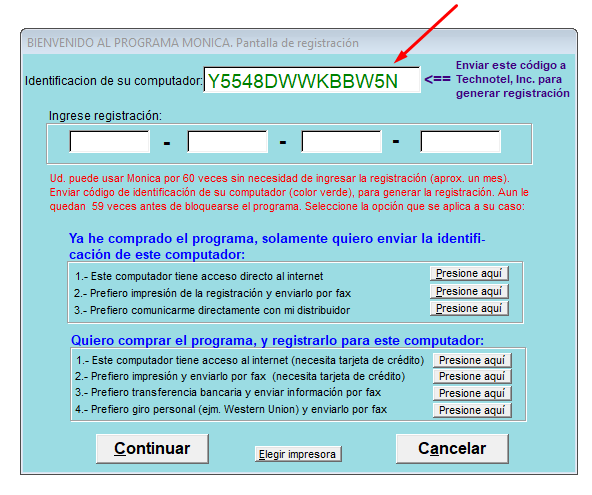 BIENVENIDO AL PROGRAMA MONICA. Pantalla de registración
Identificacion de su computador: Y5548DWWKBBW5N <== Enviar este código a
Technotel, Inc. para
generar registración
Ingrese registración:
- - -
Ud. puede usar Monica por 60 veces sin necesidad de ingresar la registración (aprox. un mes).
Enviar código de identificación de su computador (color verde), para generar la registración. Aun le
quedan 59 veces antes de bloquearse el programa. Seleccione la opción que se aplica a su caso:
Ya he comprado el programa, solamente quiero enviar la identifi-
cación de este computador:
1.- Este computador tiene acceso directo al internet Presione aquí
2.- Prefiero impresión de la registración y enviarlo por fax Presione aquí
3.- Prefiero comunicarme directamente con mi distribuidor Presione aquí
Quiero comprar el programa, y registrarlo para este computador:
1.- Este computador tiene acceso al internet (necesita tarjeta de crédito) Presione aquí
2.- Prefiero impresión y enviarlo por fax (necesita tarjeta de crédito) Presione aquí
3.- Prefiero transferencia bancaria y enviar información por fax Presione aquí
4.- Prefiero giro personal (ejm. Western Union) y enviarlo por fax Presione aquí
Continuar Elegir impresora Cancelar